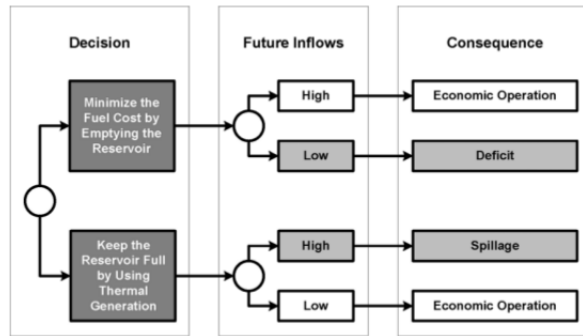 Decision
Future Inflows
Consequence
Minimize the
Fuel Cost by
Emptying the
Reservoir
High
Economic Operation
Low
Deficit
Keep the
Reservoir Full
by Using
Thermal
Generation
High
Spillage
Low
Economic Operation